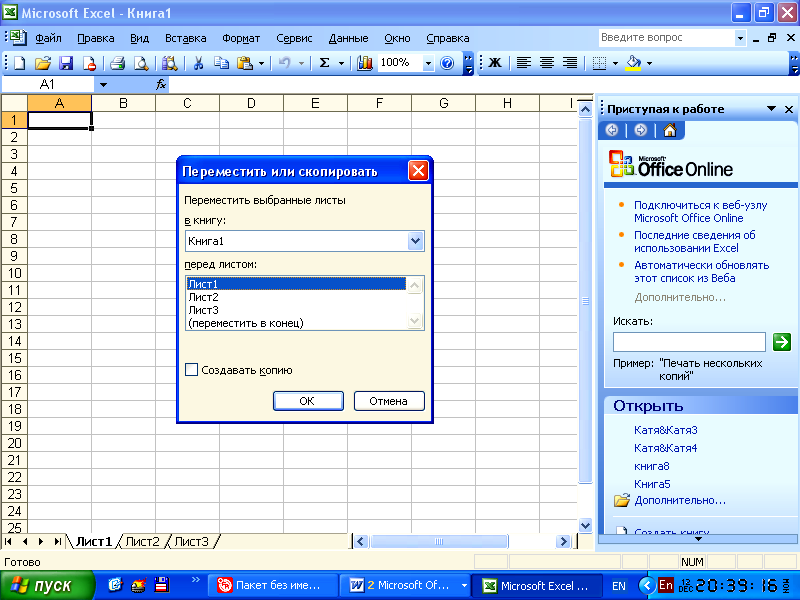 Microsoft Excel - Книга1
Файл Правка Вид Вставка Формат Сервис Данные Окно Справка
Введите вопрос
Σ 100% Ж
A1 fx
A B C D E F G H I
1
2
3
4
5
6
7
8
9
10
11
12
13
14
15
16
17
18
19
20
21
22
23
24
25
Переместить или скопировать
Переместить выбранные листы
в книгу:
Книга1
перед листом:
Лист1
Лист2
Лист3
(переместить в конец)
Создавать копию
ОК Отмена
Приступая к работе
Microsoft
Office Online
Подключиться к веб-узлу
Microsoft Office Online
Последние сведения об
использовании Excel
Автоматически обновлять
этот список из Веба
Дополнительно...
Искать:
Пример: "Печать нескольких
копий"
Открыть
Катя&Катя3
Катя&Катя4
книга8
Книга5
Дополнительно...
Создать книгу
Лист1 Лист2 Лист3
Готово
NUM
пуск
Пакет без име...
2 Microsoft Of...
Microsoft Excel ...
EN
En
20:39:16